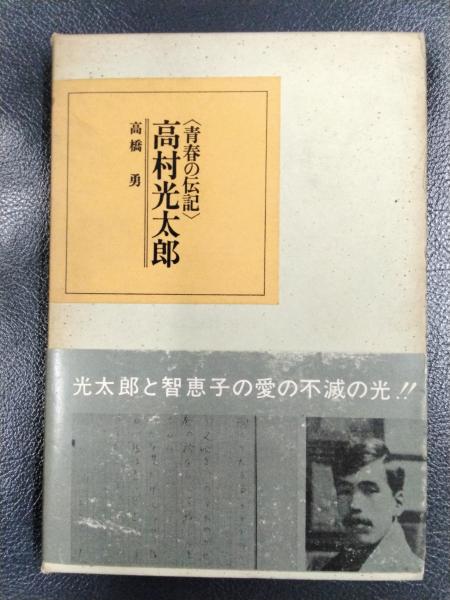 〈青春の伝記〉
高村光太郎
高橋 勇
光太郎と智恵子の愛の不滅の光!!